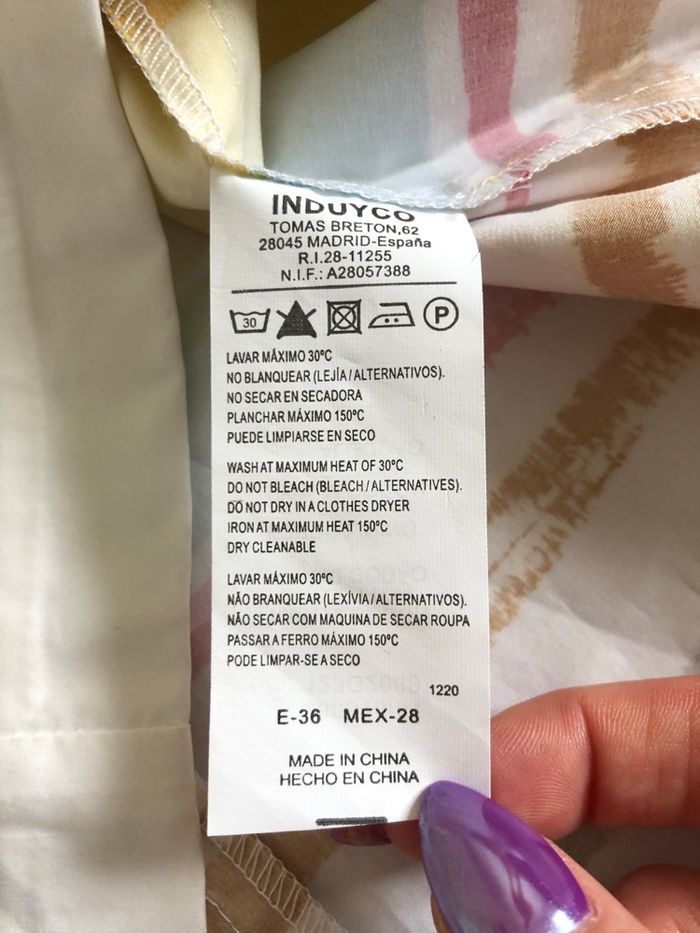 INDUYCO
TOMAS BRETON,62
28045 MADRID-España
R.I.28-11255
N.I.F.: A28057388
30 P
LAVAR MÁXIMO 30ºC
NO BLANQUEAR (LEJÍA/ALTERNATIVOS).
NO SECAR EN SECADORA
PLANCHAR MÁXIMO 150ºC
PUEDE LIMPIARSE EN SECO
WASH AT MAXIMUM HEAT OF 30ºC
DO NOT BLEACH (BLEACH/ALTERNATIVES).
DO NOT DRY IN A CLOTHES DRYER
IRON AT MAXIMUM HEAT 150ºC
DRY CLEANABLE
LAVAR MÁXIMO 30ºC
NÃO BRANQUEAR (LEXÍVIA/ALTERNATIVOS).
NÃO SECAR COM MAQUINA DE SECAR ROUPA
PASSAR A FERRO MÁXIMO 150ºC
PODE LIMPAR-SE A SECO
1220
E-36 MEX-28
MADE IN CHINA
HECHO EN CHINA